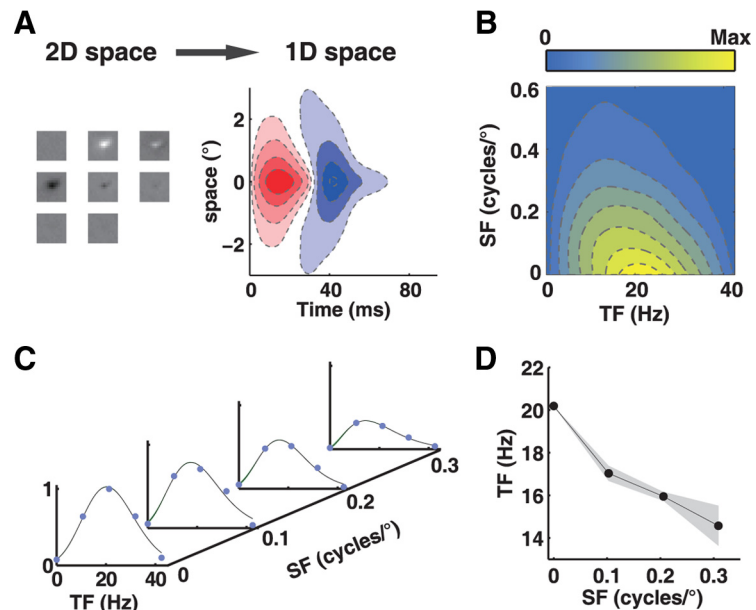 A
2D space
1D space
space (°)
2
0
−2
0
40
80
Time (ms)
B
0
Max
SF (cycles/°)
0.6
0.4
0.2
0
0
20
40
TF (Hz)
C
1
0
0
20
40
TF (Hz)
0
0.1
0.2
0.3
SF (cycles/°)
D
TF (Hz)
22
20
18
16
14
0
0.1
0.2
0.3
SF (cycles/°)